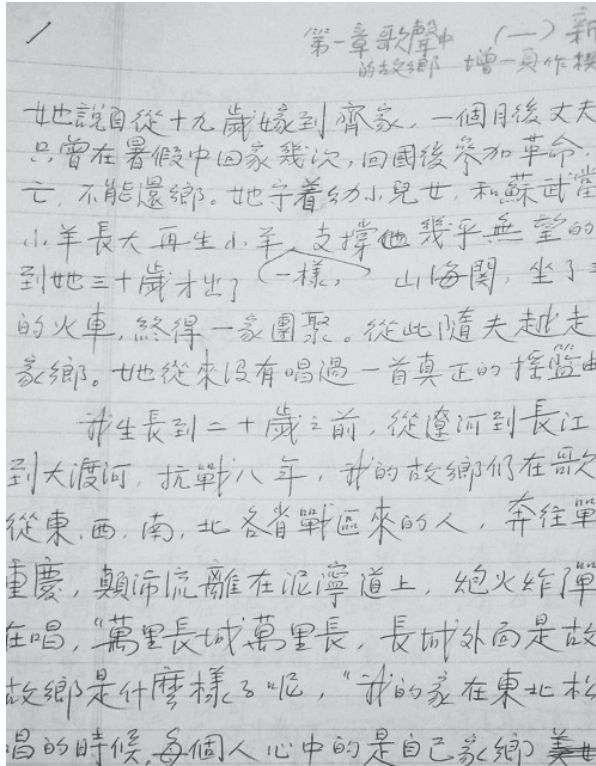 第一章歌聲中 (一) 新
的故鄉 增一頁作模
她說自從十九歲嫁到齊家，一個月後丈夫
只曾在暑假中回家幾次，回國後參加革命，
亡，不能還鄉。她守着幼小兒女，和蘇武當
小羊長大再生小羊，支撐她幾乎無望的
一樣，
到她三十歲才出了 山海關，坐了三
的火車，終得一家團聚。從此隨夫越走
家鄉。她從來沒有唱過一首真正的搖籃曲
我生長到二十歲之前，從遼河到長江
到大渡河，抗戰八年，我的故鄉仍在歌
從東、西、南、北各省戰區來的人，奔往單
重慶，顛沛流離在泥濘道上，炮火炸彈
在唱，“萬里長城萬里長，長城外面是故
故鄉是什麼樣子呢，“我的家在東北松
唱的時候，每個人心中的是自己家鄉